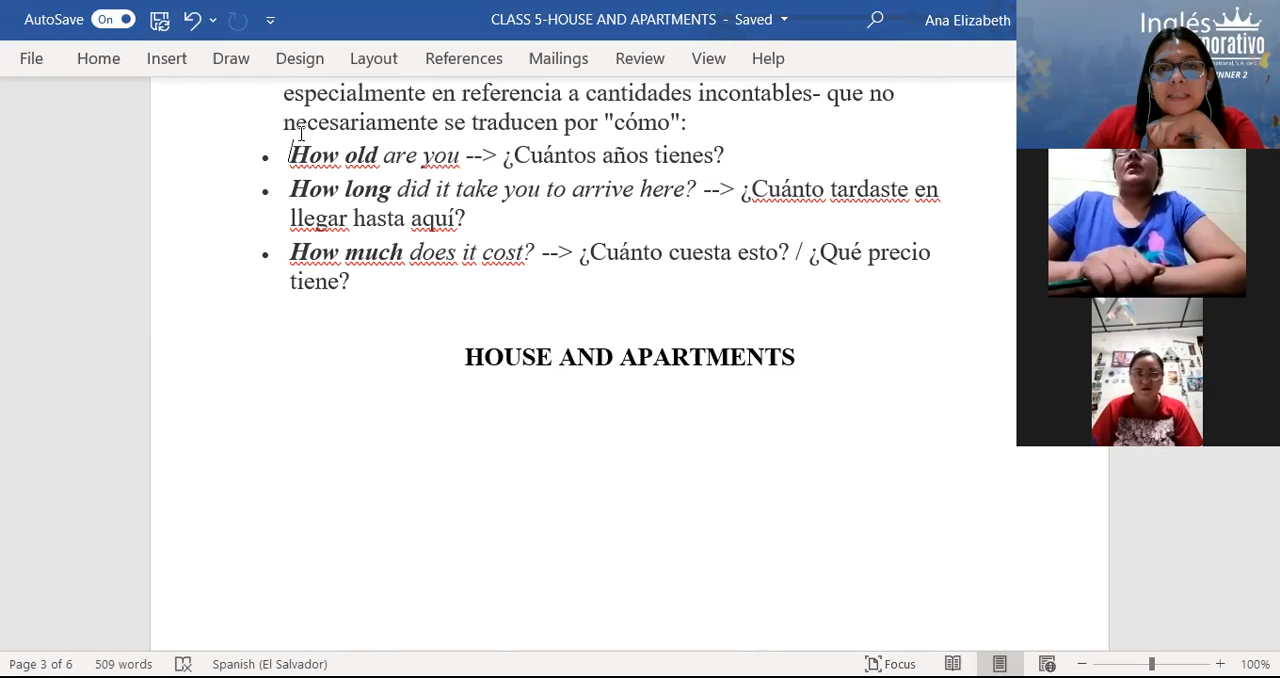 AutoSave On CLASS 5-HOUSE AND APARTMENTS - Saved Ana Elizabeth
File Home Insert Draw Design Layout References Mailings Review View Help
especialmente en referencia a cantidades incontables- que no
necesariamente se traducen por "cómo":
• How old are you --> ¿Cuántos años tienes?
• How long did it take you to arrive here? --> ¿Cuánto tardaste en
llegar hasta aquí?
• How much does it cost? --> ¿Cuánto cuesta esto? / ¿Qué precio
tiene?
HOUSE AND APARTMENTS
Page 3 of 6 509 words Spanish (El Salvador) Focus 100%
Inglés